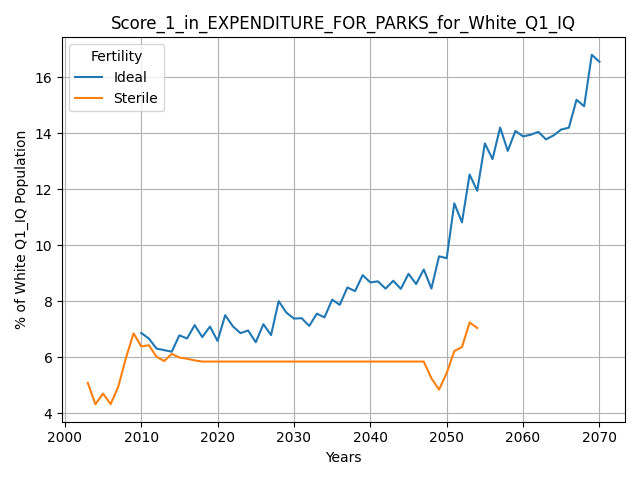 Score_1_in_EXPENDITURE_FOR_PARKS_for_White_Q1_IQ
Fertility
Ideal
Sterile
% of White Q1_IQ Population
16
14
12
10
8
6
4
2000 2010 2020 2030 2040 2050 2060 2070
Years